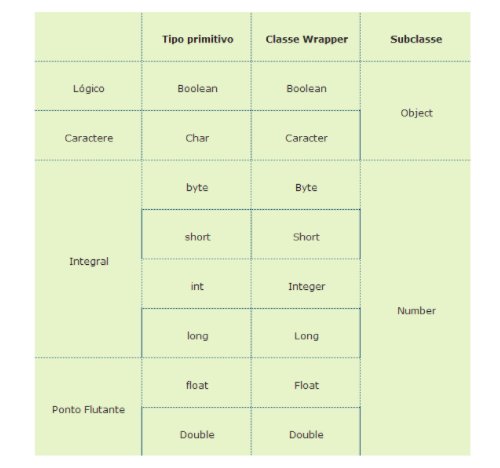 Tipo primitivo Classe Wrapper Subclasse
Lógico Boolean Boolean
Object
Caractere Char Caracter
byte Byte
short Short
Integral
int Integer
Number
long Long
float Float
Ponto Flutante
Double Double